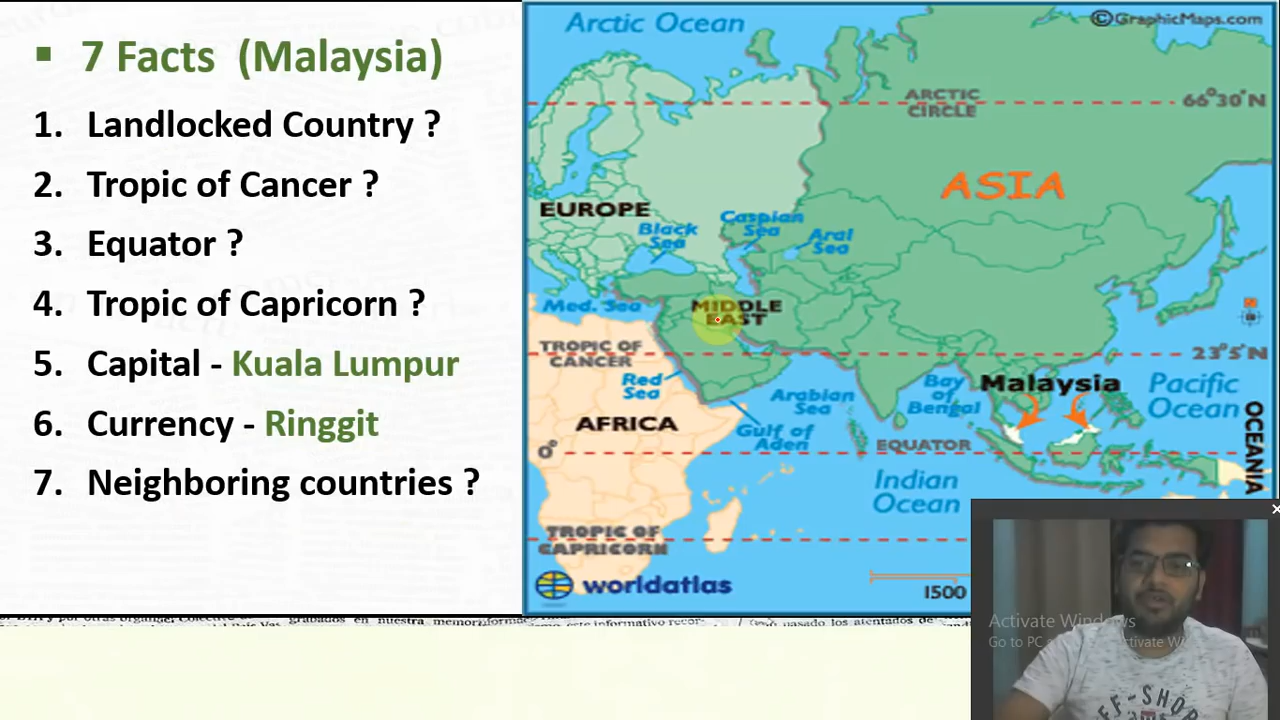 ▪ 7 Facts (Malaysia)
1. Landlocked Country ?
2. Tropic of Cancer ?
3. Equator ?
4. Tropic of Capricorn ?
5. Capital - Kuala Lumpur
6. Currency - Ringgit
7. Neighboring countries ?
Arctic Ocean
©GraphicMaps.com
ARCTIC
CIRCLE
66°30'N
ASIA
EUROPE
Black
Sea
Caspian
Sea
Aral
Sea
Med. Sea
MIDDLE
EAST
TROPIC OF
CANCER
23°5'N
Red
Sea
Arabian
Sea
Bay
of
Bengal
Malaysia
Pacific
Ocean
AFRICA
Gulf of
Aden
EQUATOR
0°
OCEANIA
Indian
Ocean
TROPIC OF
CAPRICORN
worldatlas
1500
Activate Windows
Go to PC